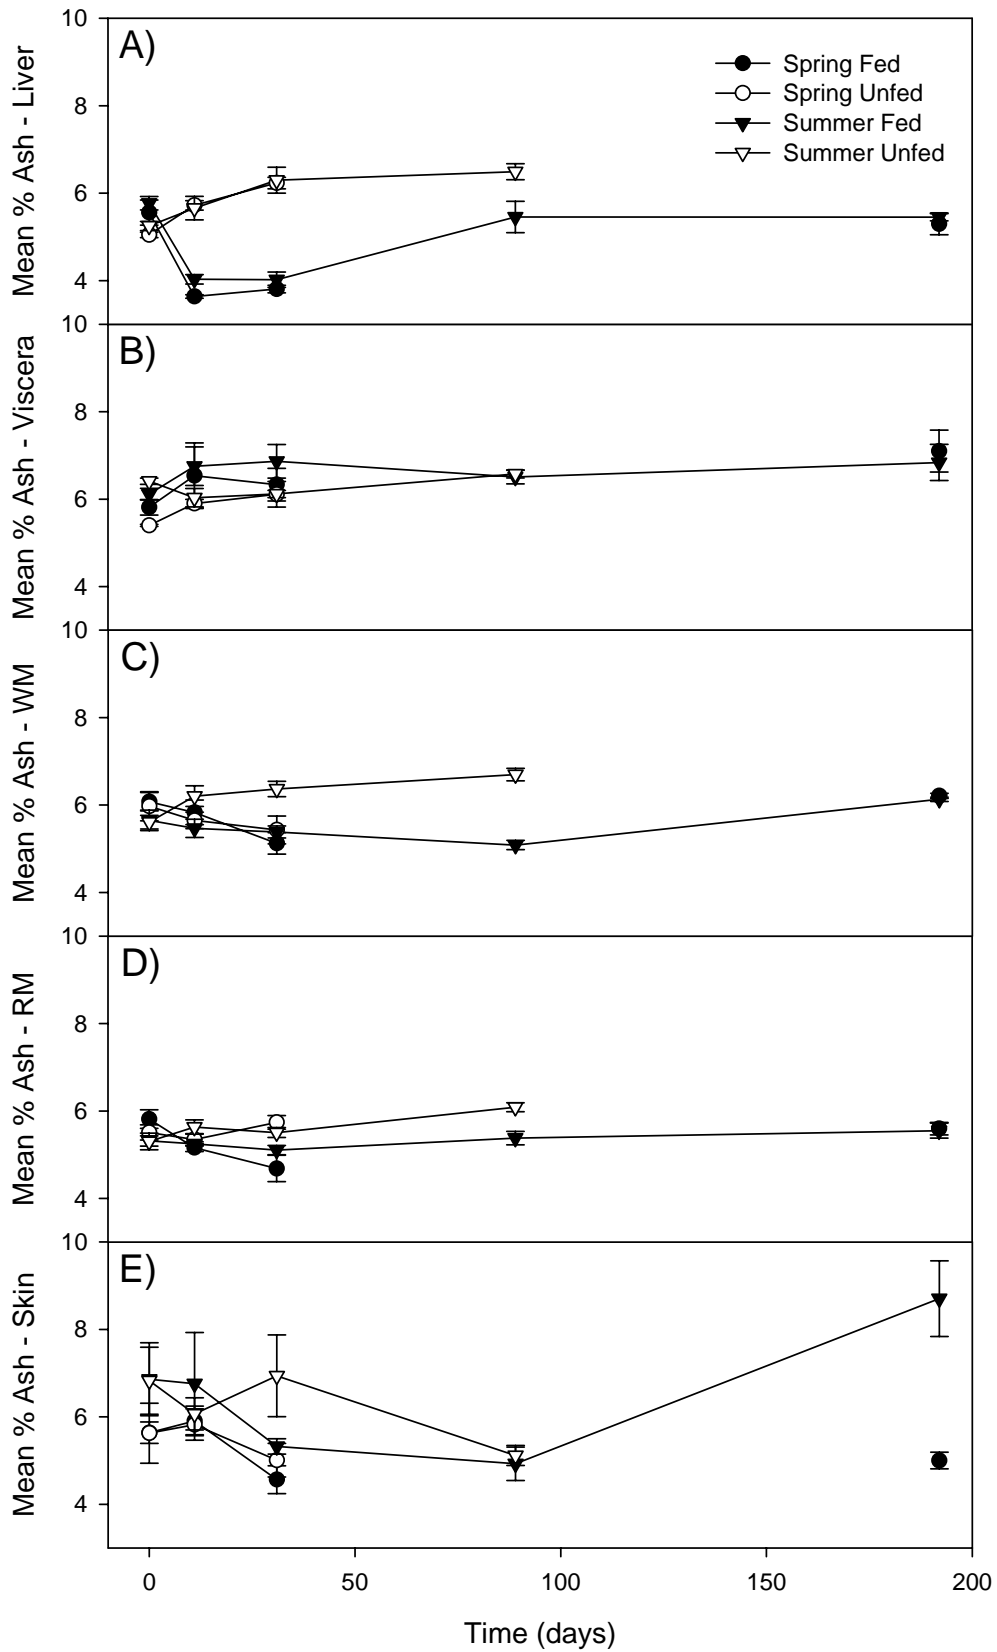 10
A)
Spring Fed
Spring Unfed
Summer Fed
Summer Unfed
8
6
4
Mean % Ash - Liver
10
B)
8
6
4
Mean % Ash - Viscera
10
C)
8
6
4
Mean % Ash - WM
10
D)
8
6
4
Mean % Ash - RM
10
E)
8
6
4
Mean % Ash - Skin
0 50 100 150 200
Time (days)